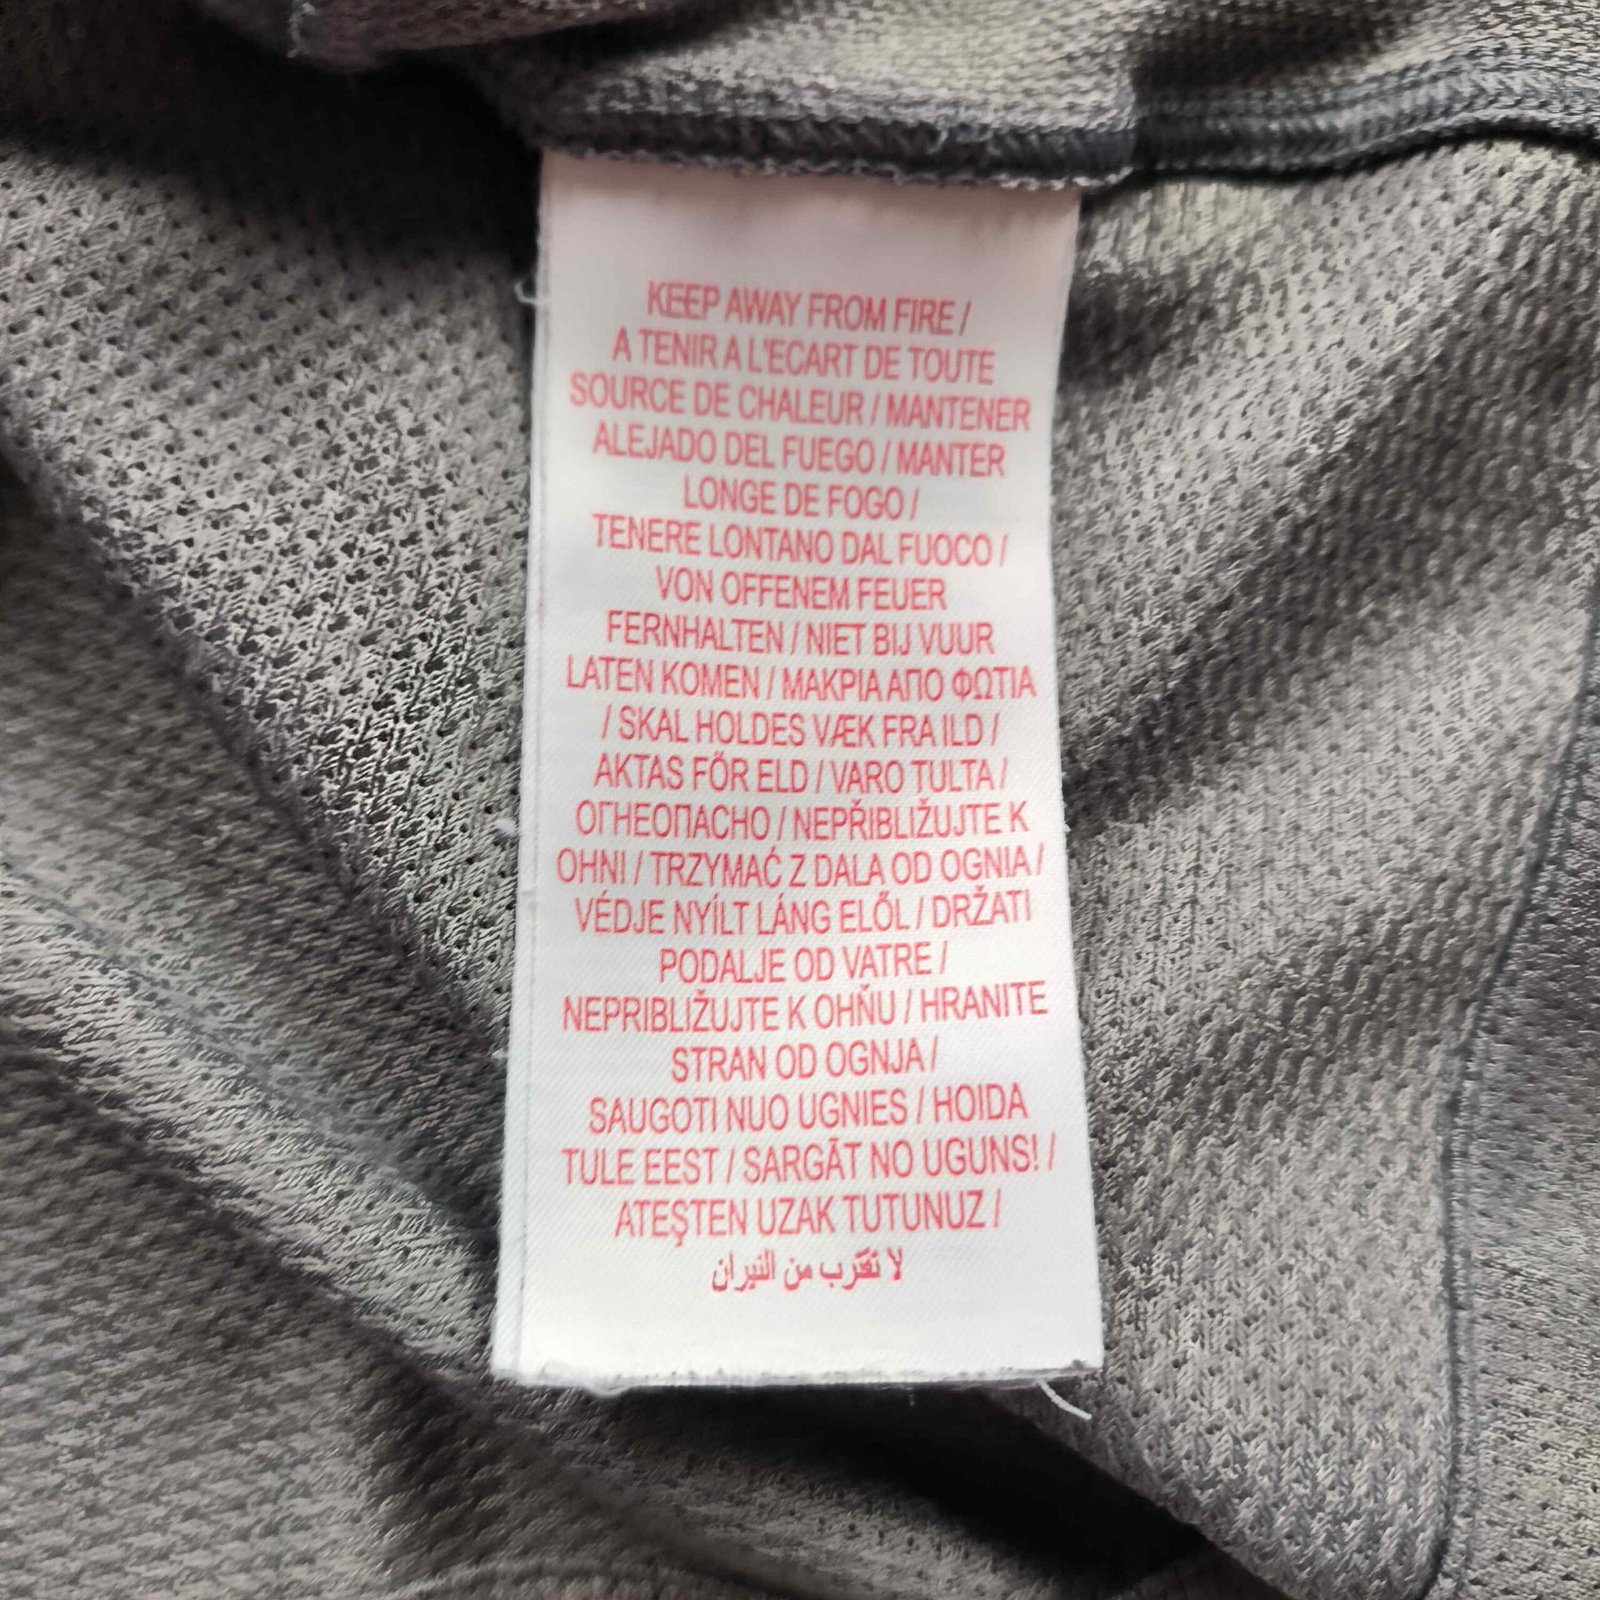 KEEP AWAY FROM FIRE /
A TENIR A L'ECART DE TOUTE
SOURCE DE CHALEUR / MANTENER
ALEJADO DEL FUEGO / MANTER
LONGE DE FOGO /
TENERE LONTANO DAL FUOCO /
VON OFFENEM FEUER
FERNHALTEN / NIET BIJ VUUR
LATEN KOMEN / ΜΑΚΡΙΑ ΑΠΟ ΦΩΤΙΑ
/ SKAL HOLDES VÆK FRA ILD /
AKTAS FÖR ELD / VARO TULTA /
ОГНЕОПАСНО / NEPŘIBLIŽUJTE K
OHNI / TRZYMAĆ Z DALA OD OGNIA /
VÉDJE NYÍLT LÁNG ELŐL / DRŽATI
PODALJE OD VATRE /
NEPRIBLIŽUJTE K OHŇU / HRANITE
STRAN OD OGNJA /
SAUGOTI NUO UGNIES / HOIDA
TULE EEST / SARGĀT NO UGUNS! /
ATEŞTEN UZAK TUTUNUZ /
لا تقترب من النيران